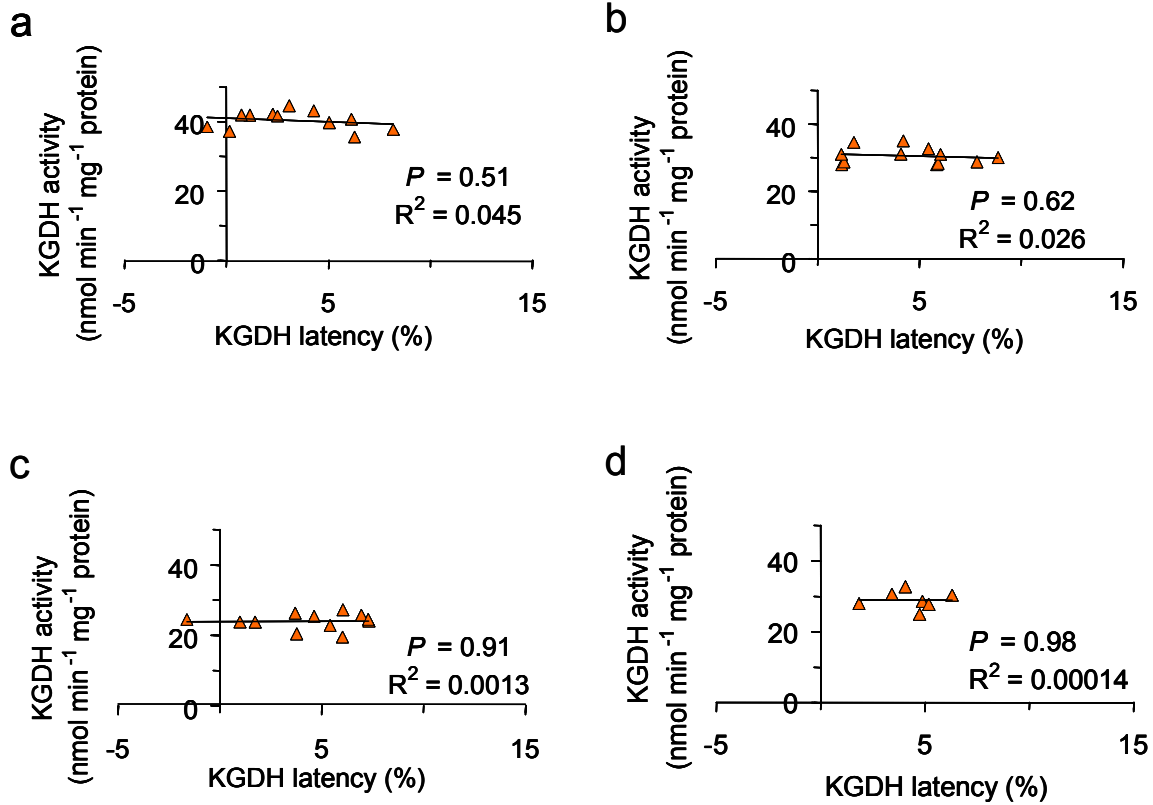 a
KGDH activity
(nmol min⁻¹ mg⁻¹ protein)
40
20
0
-5
5
15
P = 0.51
R² = 0.045
KGDH latency (%)
b
KGDH activity
(nmol min⁻¹ mg⁻¹ protein)
40
20
0
-5
5
15
P = 0.62
R² = 0.026
KGDH latency (%)
c
KGDH activity
(nmol min⁻¹ mg⁻¹ protein)
40
20
0
-5
5
15
P = 0.91
R² = 0.0013
KGDH latency (%)
d
KGDH activity
(nmol min⁻¹ mg⁻¹ protein)
40
20
0
-5
5
15
P = 0.98
R² = 0.00014
KGDH latency (%)